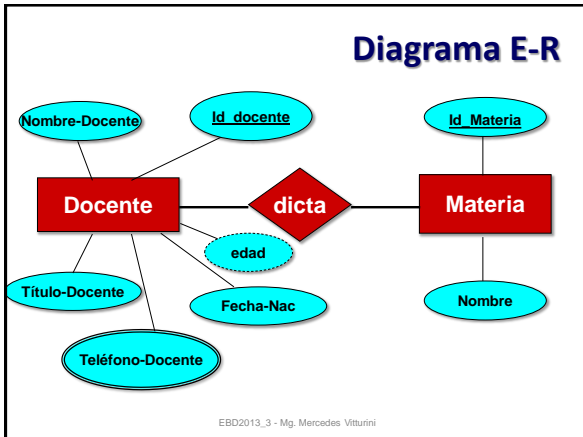 Diagrama E-R
Nombre-Docente
Id_docente
Id_Materia
Docente
dicta
Materia
edad
Título-Docente
Fecha-Nac
Nombre
Teléfono-Docente
EBD2013_3 - Mg. Mercedes Vitturini